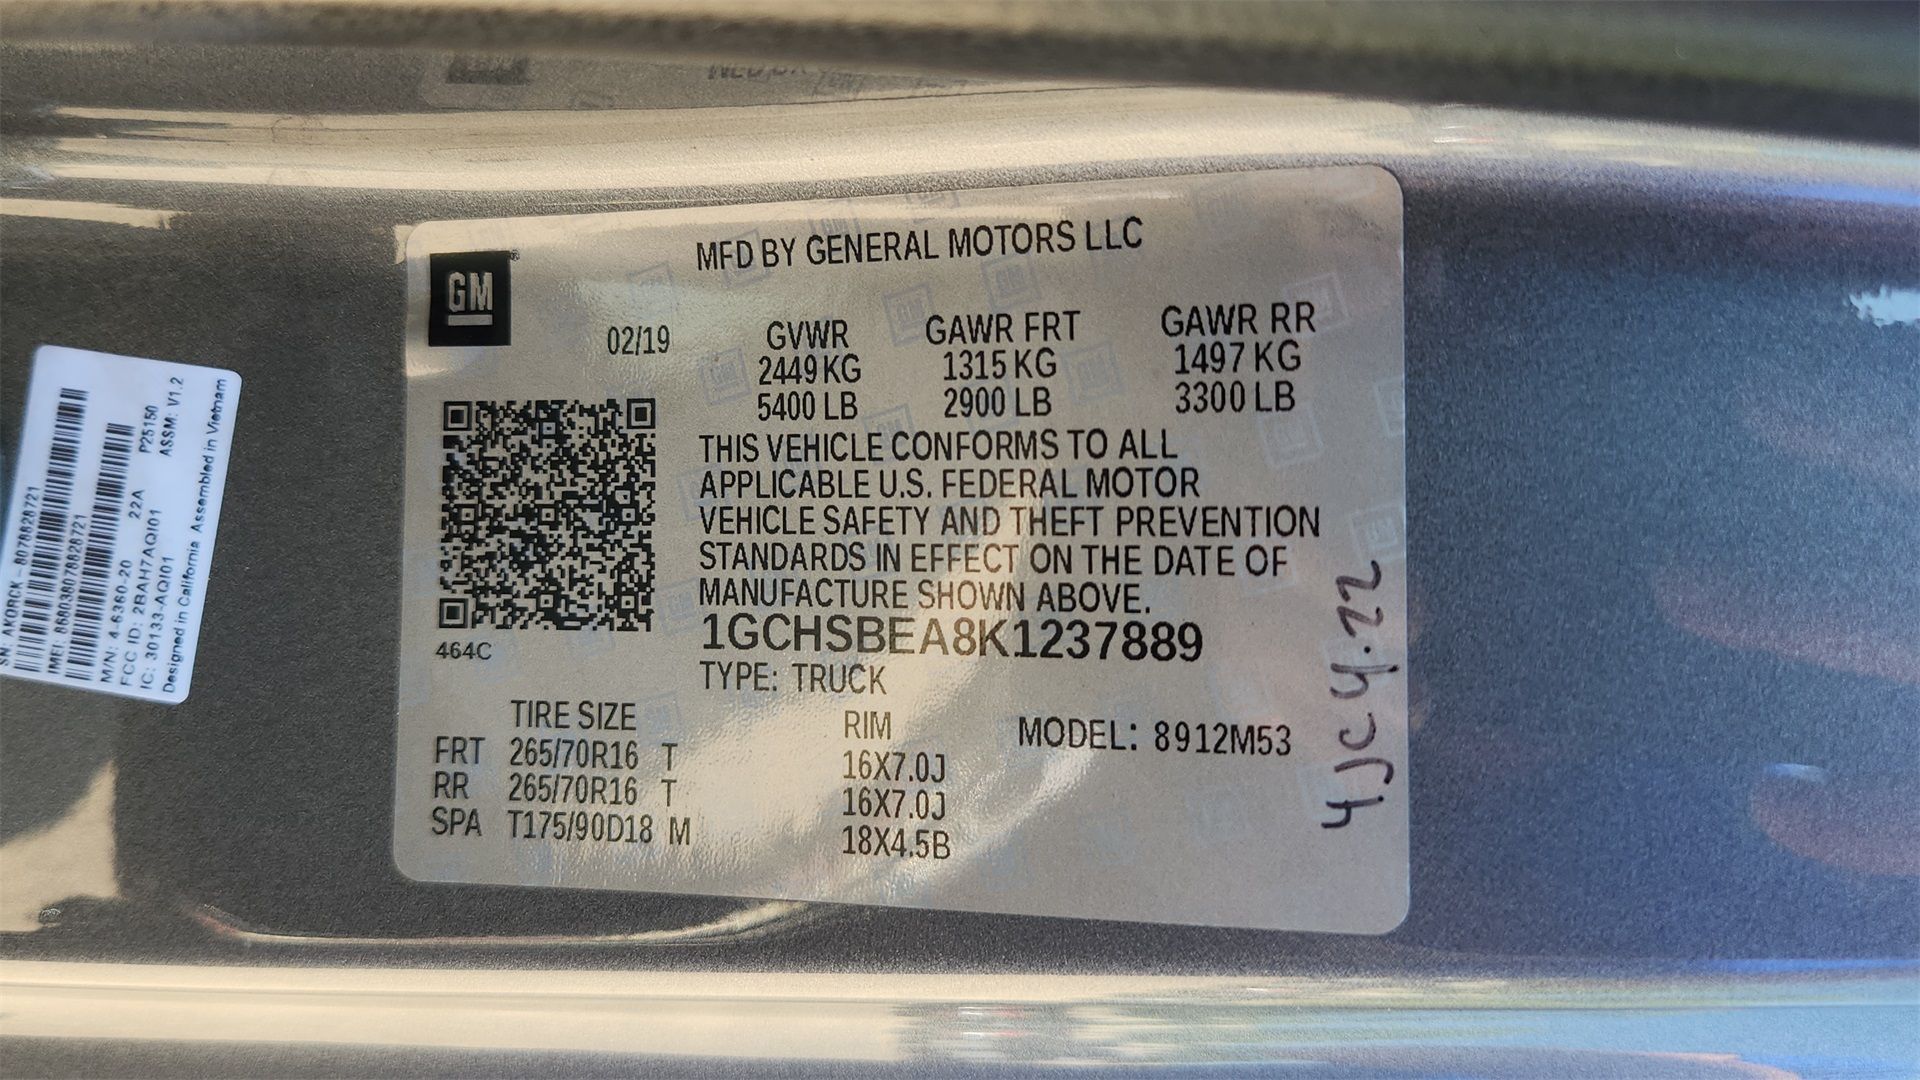 MFD BY GENERAL MOTORS LLC
GM
02/19
GVWR GAWR FRT GAWR RR
2449 KG 1315 KG 1497 KG
5400 LB 2900 LB 3300 LB
THIS VEHICLE CONFORMS TO ALL
APPLICABLE U.S. FEDERAL MOTOR
VEHICLE SAFETY AND THEFT PREVENTION
STANDARDS IN EFFECT ON THE DATE OF
MANUFACTURE SHOWN ABOVE.
1GCHSBEA8K1237889
464C
TYPE: TRUCK
TIRE SIZE RIM
MODEL: 8912M53
FRT 265/70R16 T 16X7.0J
RR 265/70R16 T 16X7.0J
SPA T175/90D18 M 18X4.5B
4JC4.22
SN: AKORCK - 807882
IMEI: 866038078828721
M/N: 4-6360-20 22A P25150
FCC ID: 2BAH7AQI01 ASSM: V1.2
IC: 30133-AQI01
Designed in California Assembled in Vietnam